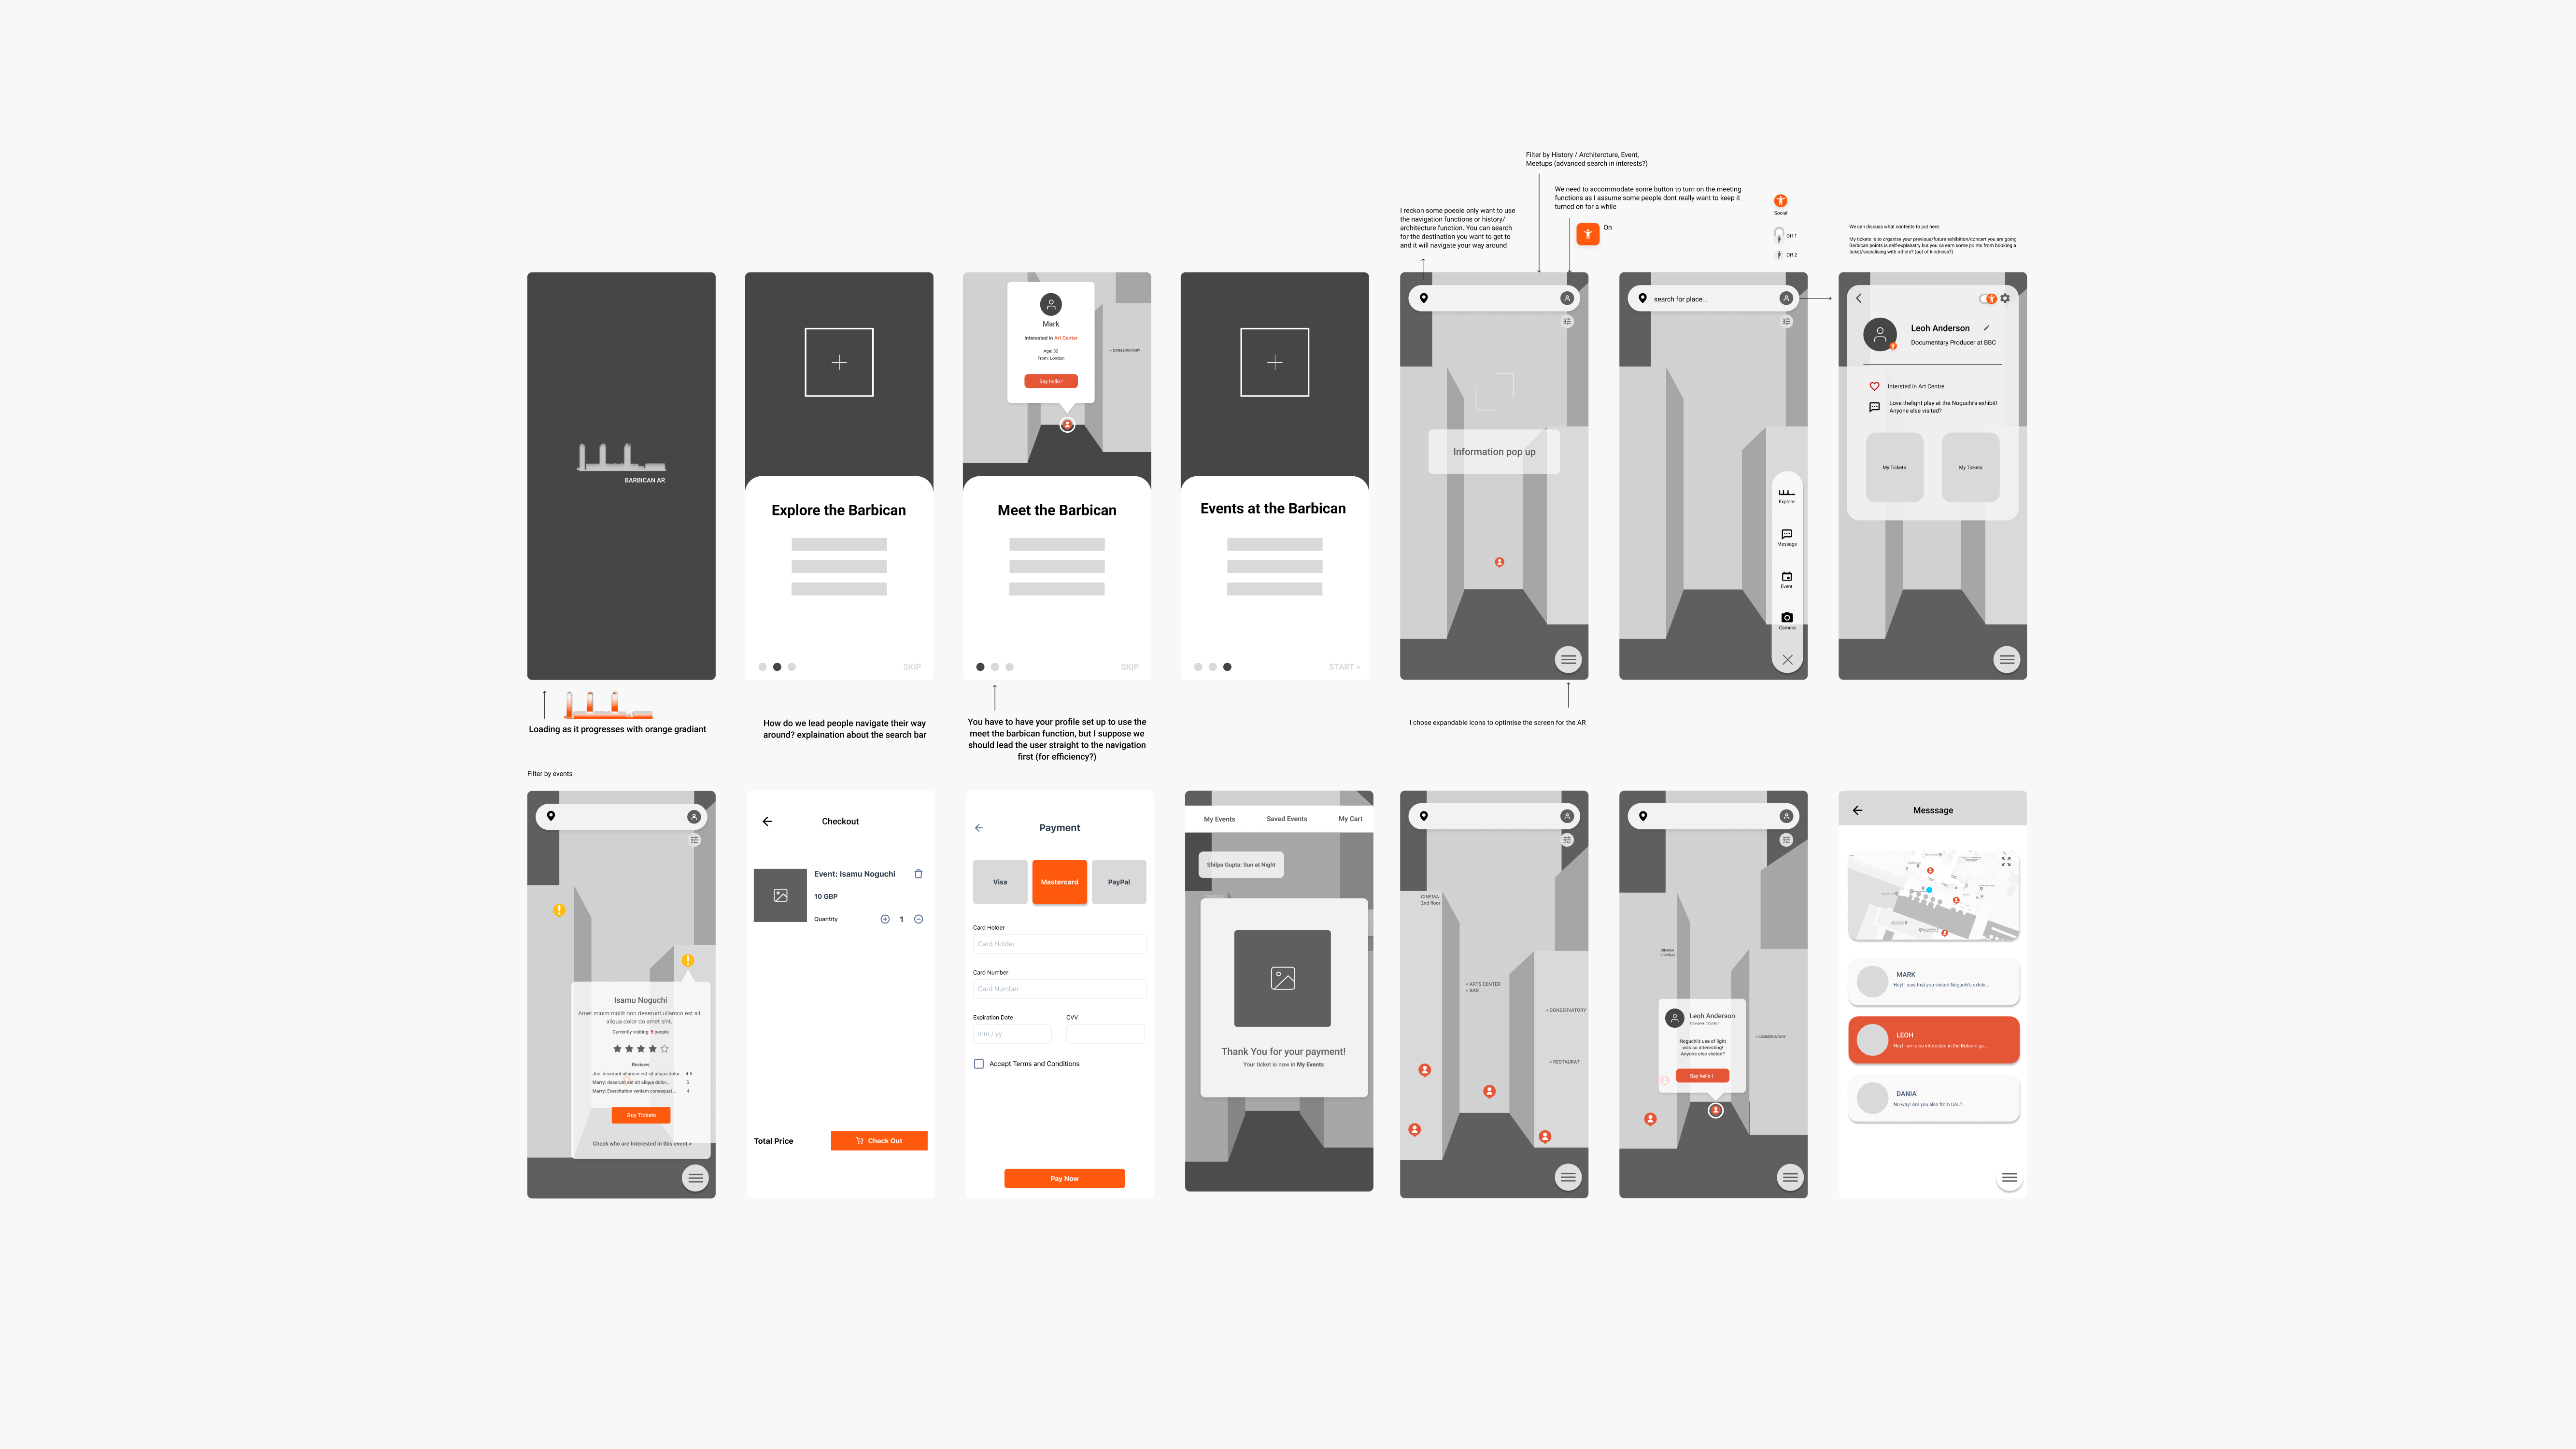 Filter by History / Architercture, Event,
Meetups (advanced search in interests?)
We need to accommodate some button to turn on the meeting
functions as I assume some people dont really want to keep it
turned on for a while
On
Social
Off 1
Off 2
I reckon some poeole only want to use
the navigation functions or history/
architecture function. You can search
for the destination you want to get to
and it will navigate your way around
We can discuss what contents to put here.
My tickets is to organise your previous/future exhibition/concert you are going
Barbican points is self-explanatry but you ca earn some points from booking a
ticket/socialising with others? (act of kindness?)
BARBICAN AR
Explore the Barbican
SKIP
Mark
Interested in Art Center
Age: 32
From: London
Say hello !
< CONSERVATORY
Meet the Barbican
SKIP
Events at the Barbican
START >
Information pop up
search for place...
Explore
Message
Event
Camera
Leoh Anderson
Documentary Producer at BBC
Intersted in Art Centre
Love thelight play at the Noguchi's exhibit!
Anyone else visited?
My Tickets
My Tickets
Loading as it progresses with orange gradiant
How do we lead people navigate their way
around? explaination about the search bar
You have to have your profile set up to use the
meet the barbican function, but I suppose we
should lead the user straight to the navigation
first (for efficiency?)
I chose expandable icons to optimise the screen for the AR
Filter by events
Isamu Noguchi
Amet minim mollit non deserunt ullamco est sit
aliqua dolor do amet sint.
Currently visiting: 5 people
Reviews
Joe: deserunt ullamco est sit aliqua dolor... 4.5
Marry: deserunt est sit aliqua dolor... 5
Marry: Exercitation veniam consequat... 4
Buy Tickets
Check who are Interested in this event >
Checkout
Event: Isamu Noguchi
10 GBP
Quantity
1
Total Price
Check Out
Payment
Visa
Mastercard
PayPal
Card Holder
Card Holder
Card Number
Card Number
Expiration Date
CVV
mm / yy
Accept Terms and Conditions
Pay Now
My Events
Saved Events
My Cart
Shilpa Gupta: Sun at Night
Thank You for your payment!
Your ticket is now in My Events
CINEMA
2nd floor
< ARTS CENTER
< BAR
< CONSERVATORY
< RESTAURAT
CINEMA
2nd floor
Leoh Anderson
Designer / Curator
Noguchi's use of light
was so interesting!
Anyone else visited?
Say hello !
< CONSERVATORY
Messsage
MARK
Hey! I saw that you visited Noguchi's exhibi...
LEOH
Hey! I am also interested in the Botanic ga...
DANIA
No way! Are you also from UAL?